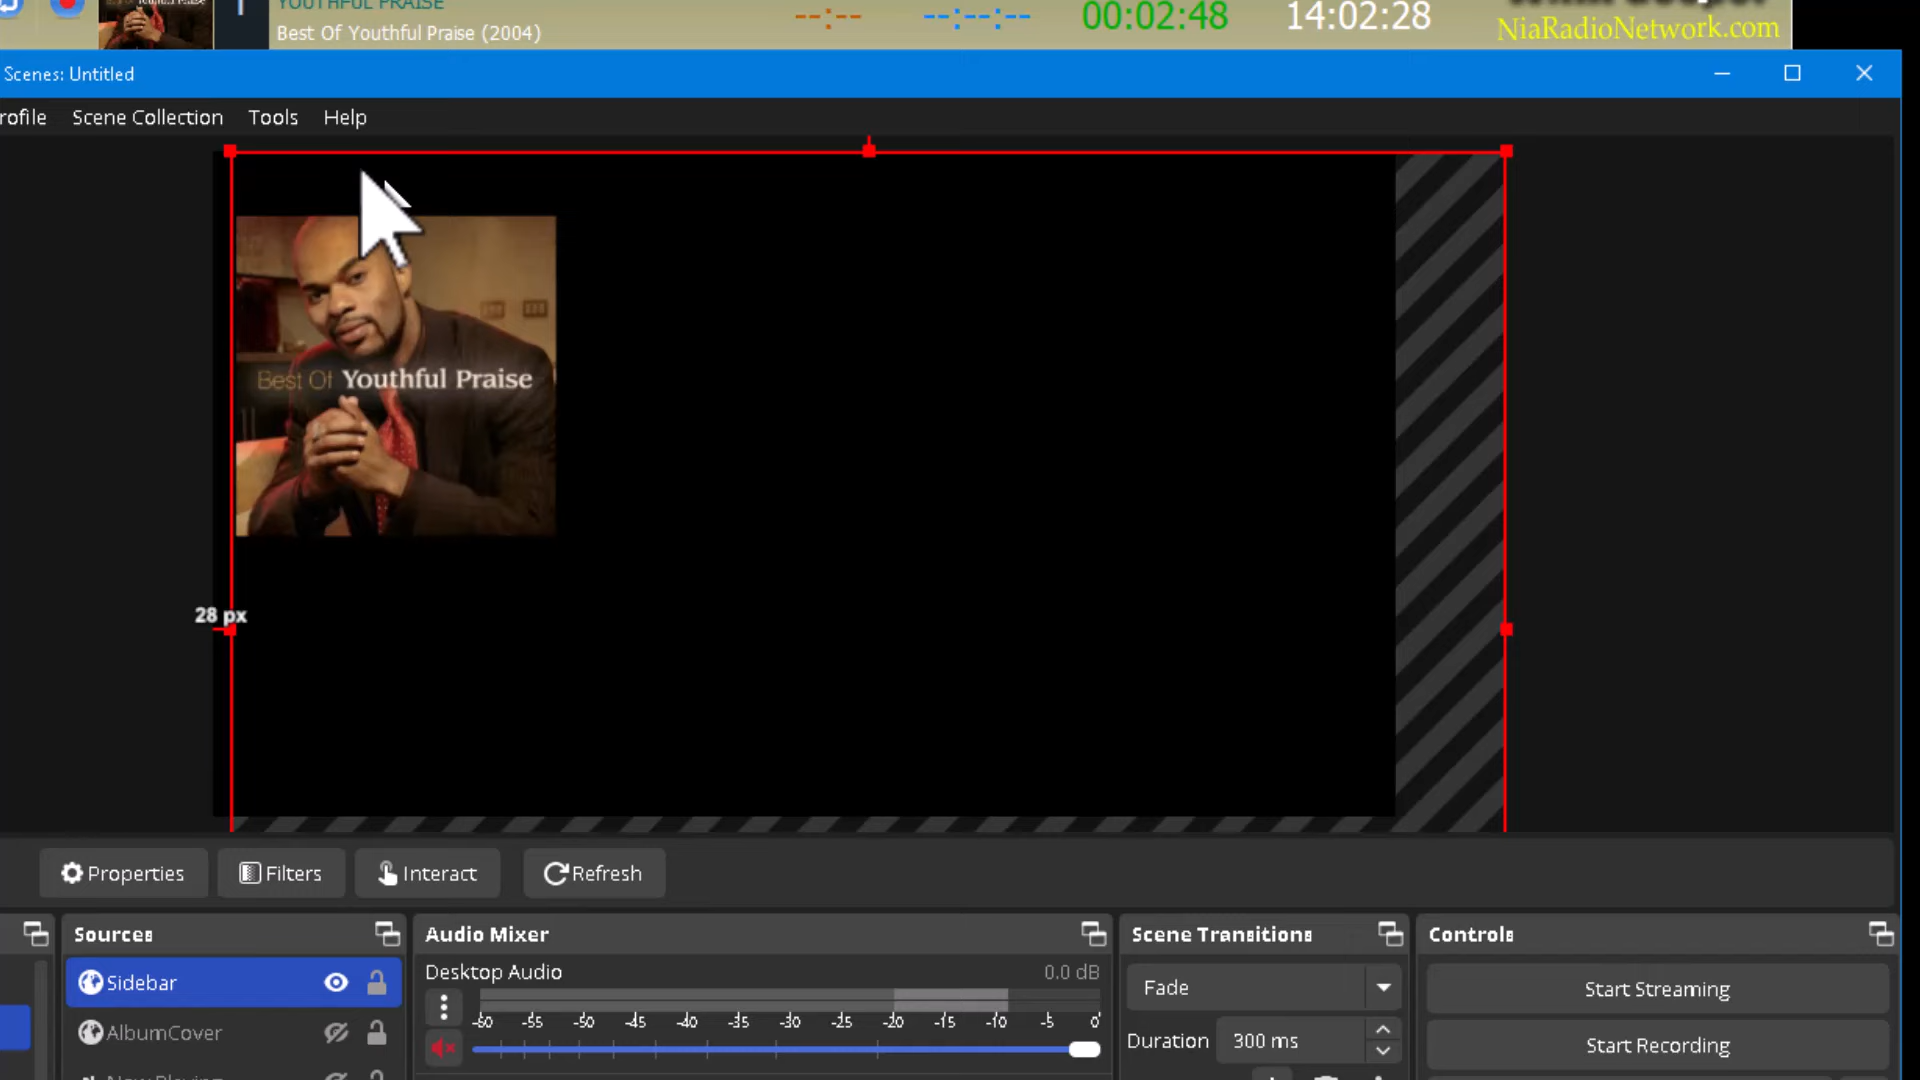 YOUTHFUL PRAISE
Best Of Youthful Praise (2004)
--:--
--:--:--
00:02:48
14:02:28
NiaRadioNetwork.com
Scenes: Untitled
rofile
Scene Collection
Tools
Help
Best Of Youthful Praise
28 px
Properties
Filters
Interact
Refresh
Sources
Audio Mixer
Scene Transitions
Controls
Sidebar
AlbumCover
Desktop Audio
0.0 dB
-60 -55 -50 -45 -40 -35 -30 -25 -20 -15 -10 -5 0
Fade
Duration
300 ms
Start Streaming
Start Recording